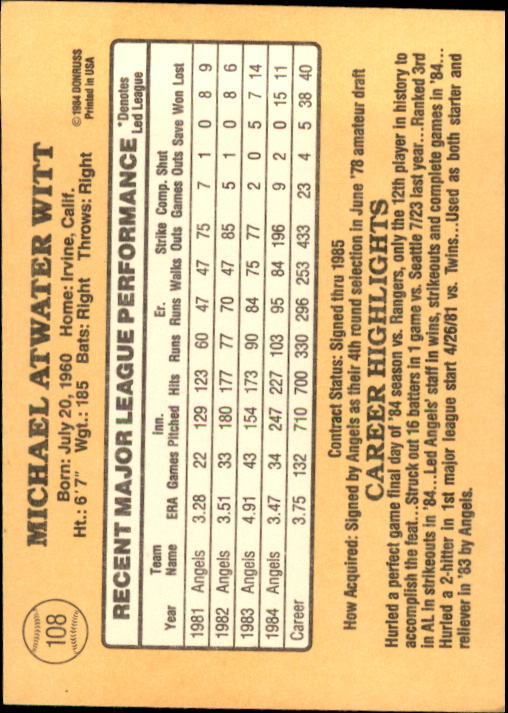 108
MICHAEL ATWATER WITT
©1984 DONRUSS
Printed in USA
Born: July 20, 1960 Home: Irvine, Calif.
Ht.: 6'7" Wgt.: 185 Bats: Right Throws: Right
RECENT MAJOR LEAGUE PERFORMANCE *Denotes Led League
Year Team Name ERA Games Inn. Pitched Hits Runs Er. Runs Walks Strike Outs Comp. Games Shut Outs Save Won Lost
1981 Angels 3.28 22 129 123 60 47 47 75 7 1 0 8 9
1982 Angels 3.51 33 180 177 77 70 47 85 5 1 0 8 6
1983 Angels 4.91 43 154 173 90 84 75 77 2 0 5 7 14
1984 Angels 3.47 34 247 227 103 95 84 196 9 2 0 15 11
Career 3.75 132 710 700 330 296 253 433 23 4 5 38 40
Contract Status: Signed thru 1985
How Acquired: Signed by Angels as their 4th round selection in June '78 amateur draft
CAREER HIGHLIGHTS
Hurled a perfect game final day of '84 season vs. Rangers, only the 12th player in history to
accomplish the feat...Struck out 16 batters in 1 game vs. Seattle 7/23 last year...Ranked 3rd
in AL in strikeouts in '84...Led Angels' staff in wins, strikeouts and complete games in '84...
Hurled a 2-hitter in 1st major league start 4/26/81 vs. Twins...Used as both starter and
reliever in '83 by Angels.